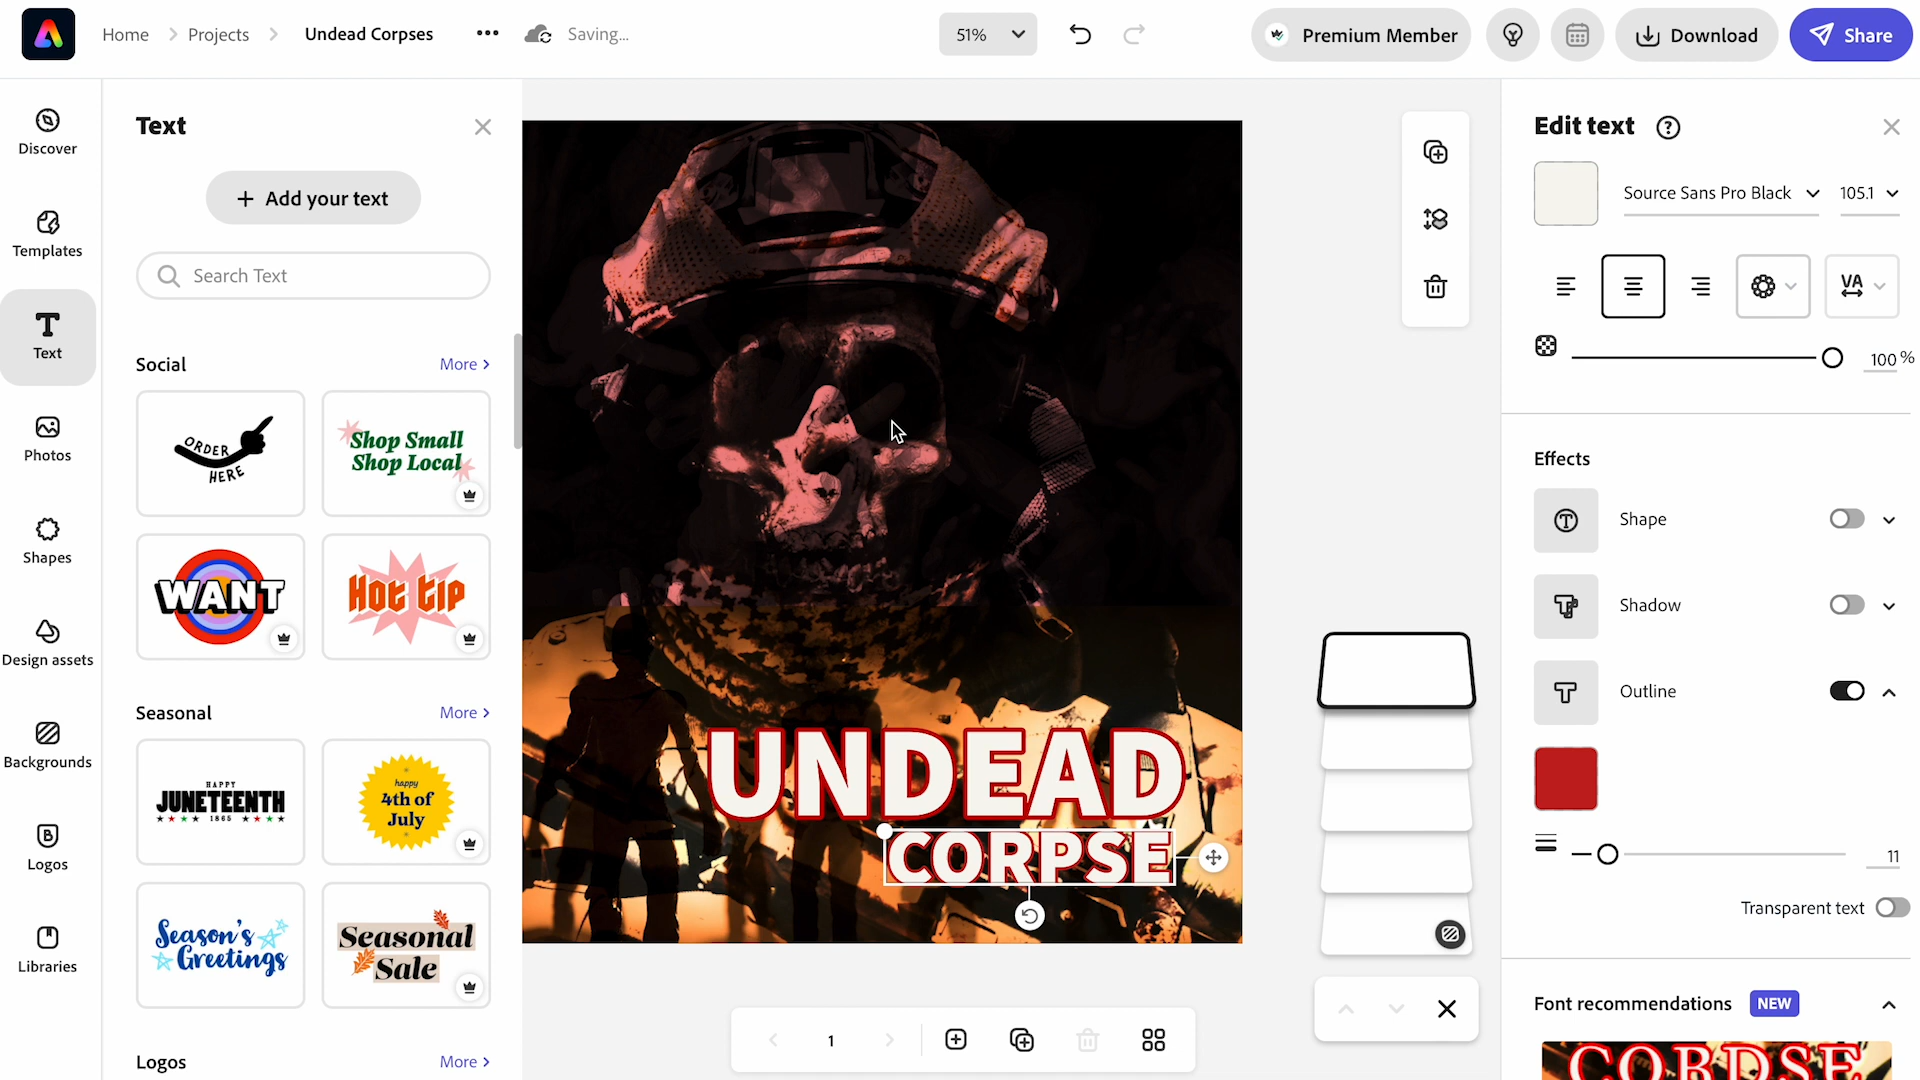 Home
Projects
Undead Corpses
Saving...
51%
Premium Member
Download
Share
Discover
Templates
Text
Photos
Shapes
Design assets
Backgrounds
Logos
Libraries
Text
+ Add your text
Search Text
Social
More
ORDER
HERE
Shop Small
Shop Local
WANT
Hot tip
Seasonal
More
HAPPY
JUNETEENTH
1865
happy
4th of
July
Season's
Greetings
Seasonal
Sale
Logos
More
UNDEAD
CORPSE
1
Edit text
Source Sans Pro Black
105.1
VA
100 %
Effects
Shape
Shadow
Outline
11
Transparent text
Font recommendations
NEW
CORPSE